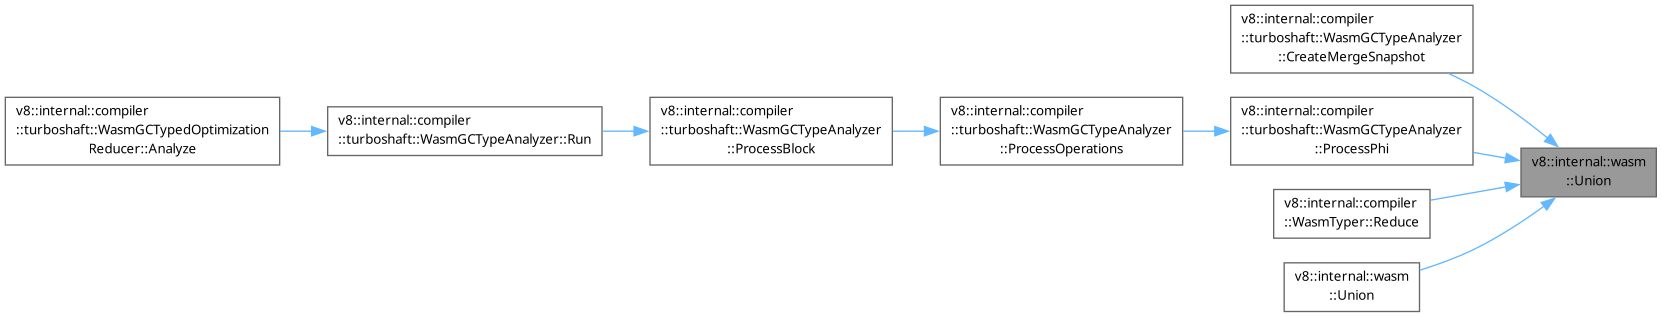 v8::internal::compiler
::turboshaft::WasmGCTypeAnalyzer
::CreateMergeSnapshot
v8::internal::compiler
::turboshaft::WasmGCTypedOptimization
Reducer::Analyze
v8::internal::compiler
::turboshaft::WasmGCTypeAnalyzer::Run
v8::internal::compiler
::turboshaft::WasmGCTypeAnalyzer
::ProcessBlock
v8::internal::compiler
::turboshaft::WasmGCTypeAnalyzer
::ProcessOperations
v8::internal::compiler
::turboshaft::WasmGCTypeAnalyzer
::ProcessPhi
v8::internal::wasm
::Union
v8::internal::compiler
::WasmTyper::Reduce
v8::internal::wasm
::Union